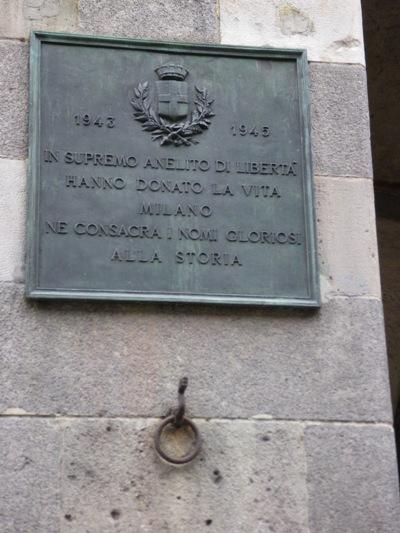 1943 1945
IN SUPREMO ANELITO DI LIBERTA'
HANNO DONATO LA VITA
MILANO
NE CONSACRA I NOMI GLORIOSI
ALLA STORIA